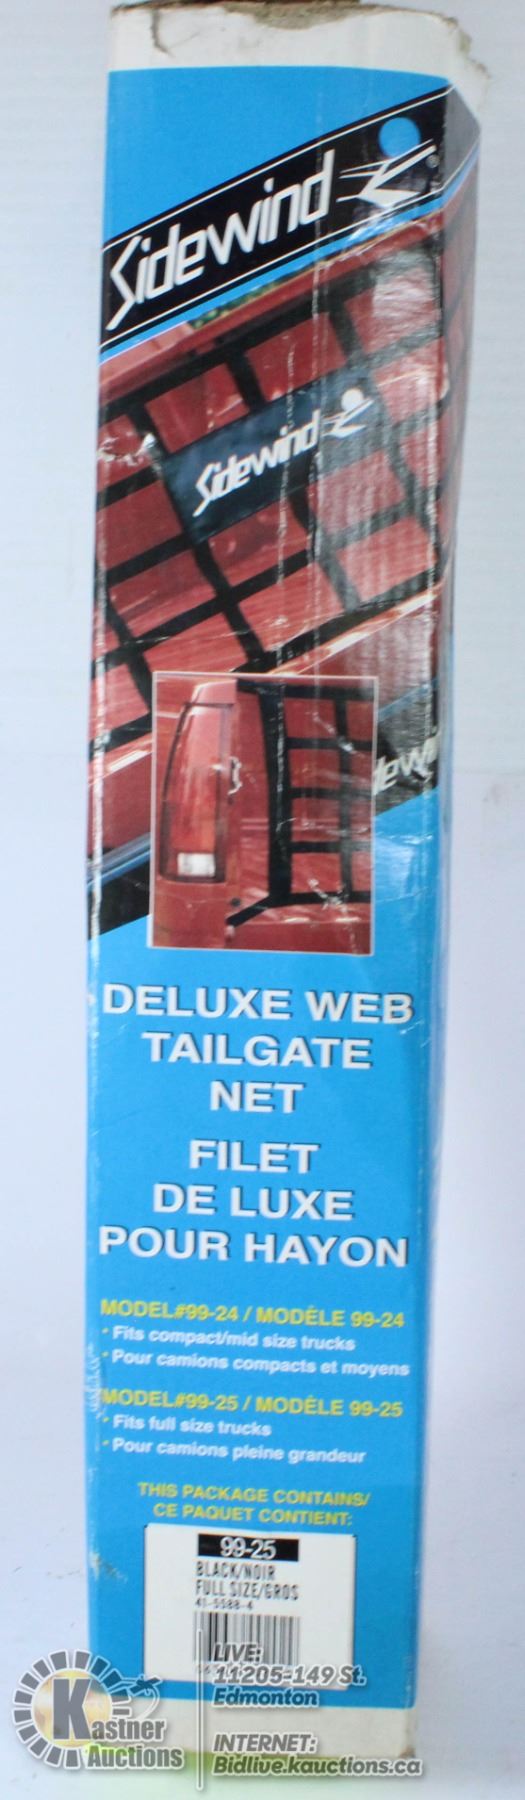 Sidewind
Sidewind
DELUXE WEB
TAILGATE
NET
FILET
DE LUXE
POUR HAYON
MODEL#99-24 / MODÈLE 99-24
• Fits compact/mid size trucks
• Pour camions compacts et moyens
MODEL#99-25 / MODÈLE 99-25
• Fits full size trucks
• Pour camions pleine grandeur
THIS PACKAGE CONTAINS/
CE PAQUET CONTIENT:
99-25
BLACK/NOIR
FULL SIZE/GROS
41-5588-4
Kastner
Auctions
LIVE:
11205-149 St.
Edmonton
INTERNET:
Bidlive.kauctions.ca